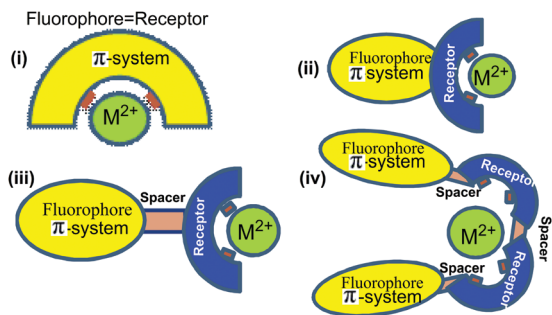 Fluorophore=Receptor
(i)
π-system
M2+
(ii)
Fluorophore
π system
Receptor
M2+
(iii)
Fluorophore
π-system
Spacer
Receptor
M2+
(iv)
Fluorophore
π-system
Spacer
Receptor
M2+
Spacer
Receptor
Spacer
Fluorophore
π-system